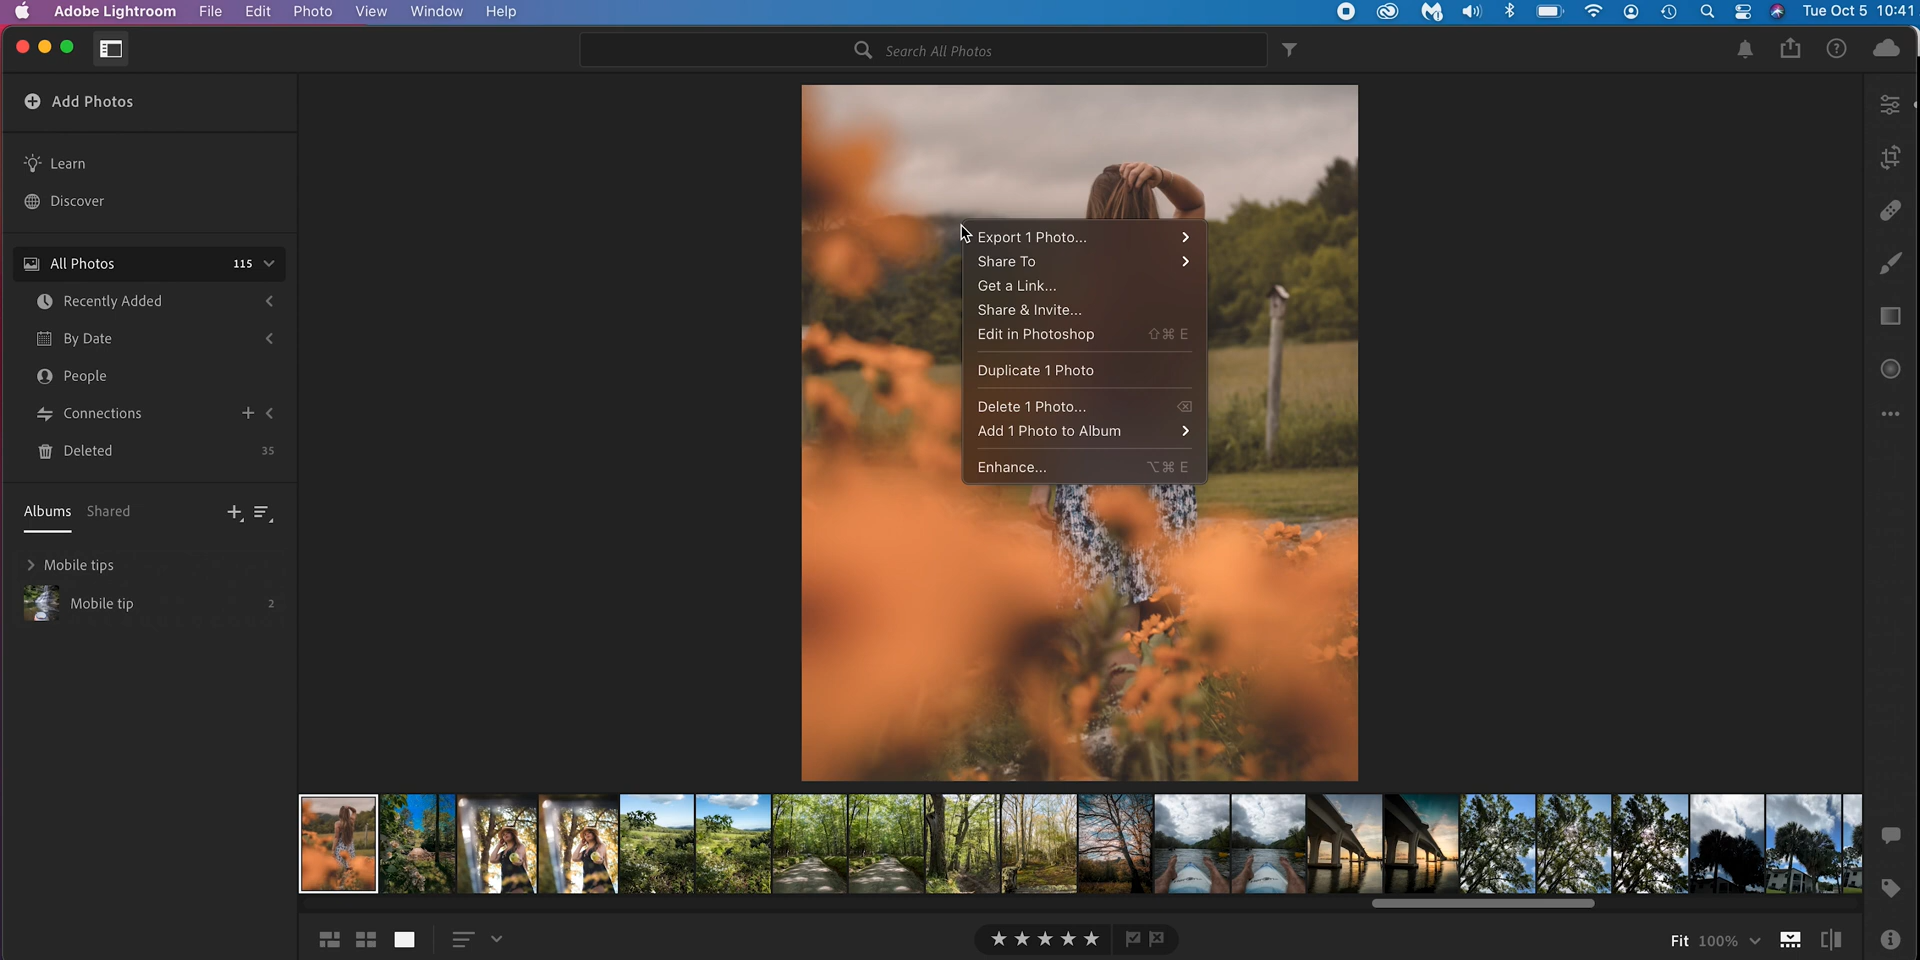 Adobe Lightroom File Edit Photo View Window Help Tue Oct 5 10:41
Search All Photos
Add Photos
Learn
Discover
All Photos 115
Recently Added
By Date
People
Connections
Deleted 35
Albums Shared
Mobile tips
Mobile tip 2
Export 1 Photo...
Share To
Get a Link...
Share & Invite...
Edit in Photoshop ⇧⌘ E
Duplicate 1 Photo
Delete 1 Photo... ⌫
Add 1 Photo to Album
Enhance... ⌥⌘ E
Fit 100%